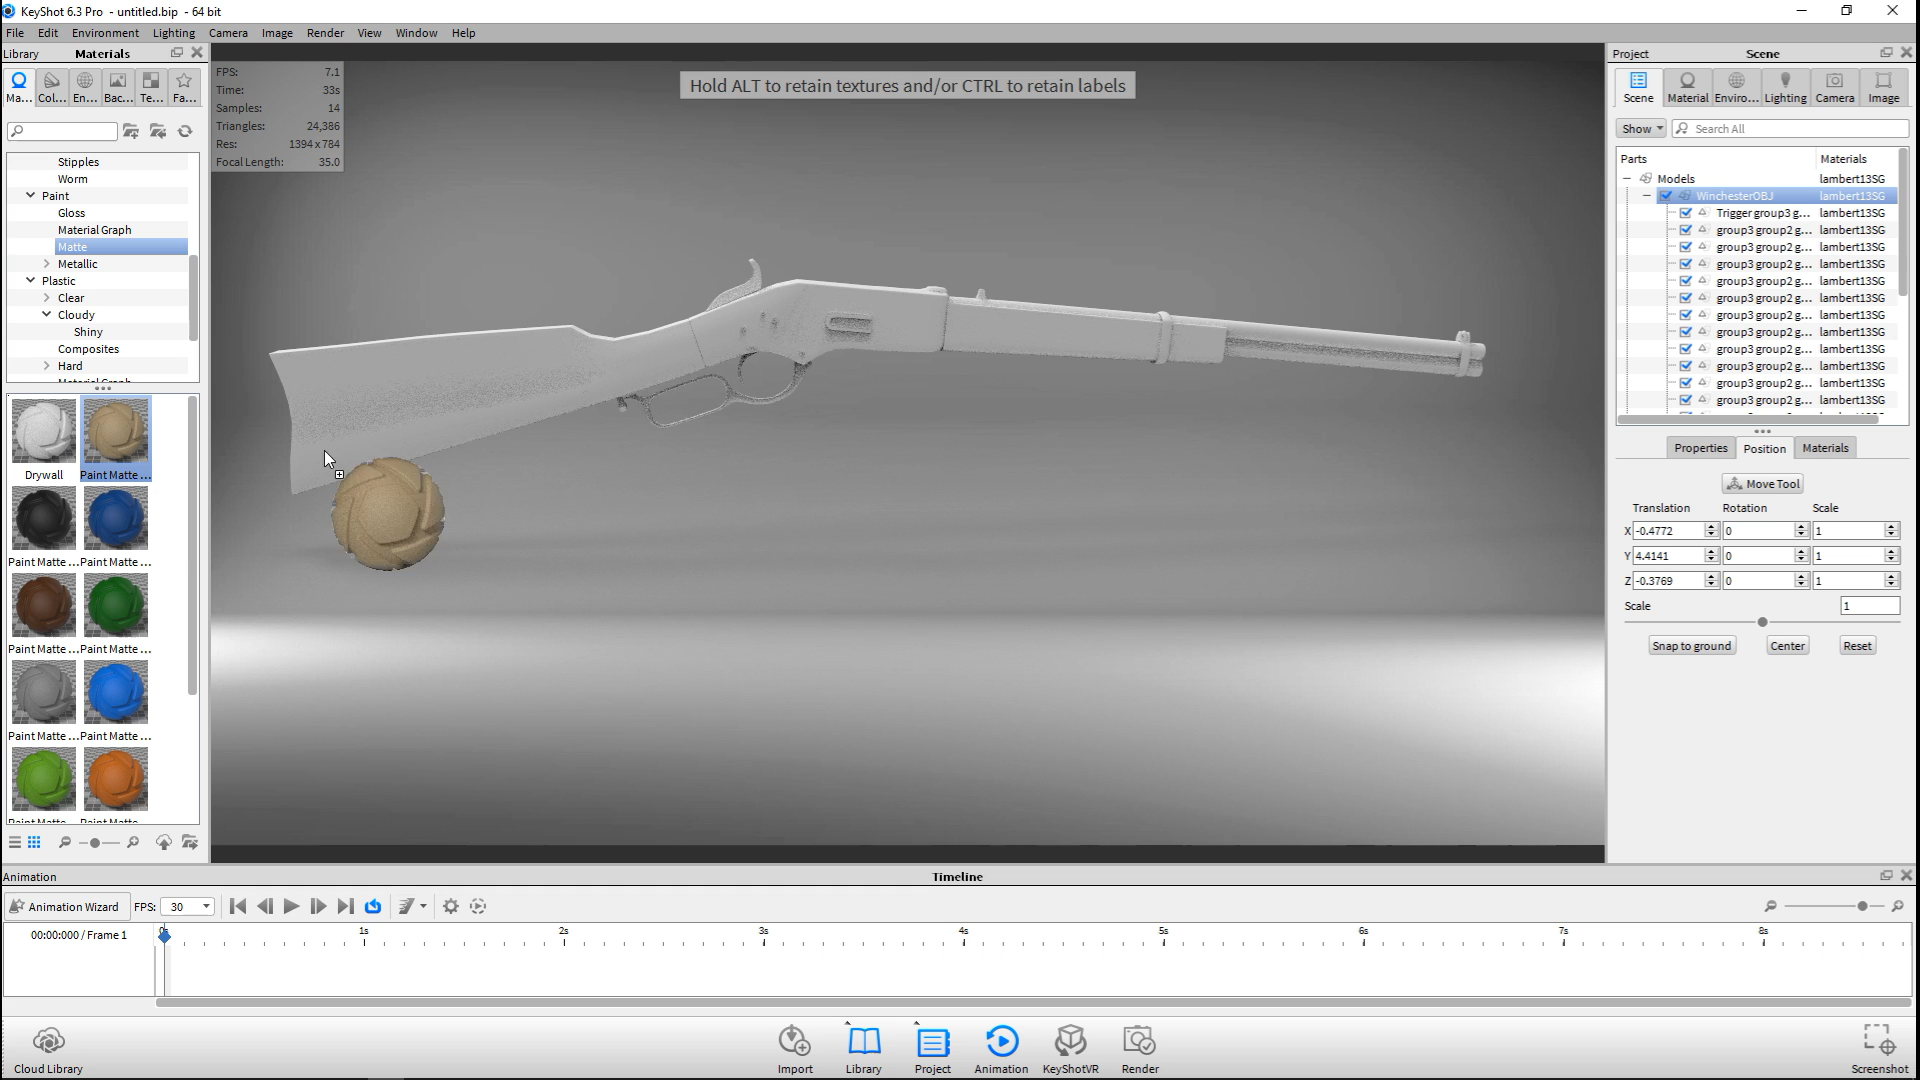 KeyShot 6.3 Pro - untitled.bip - 64 bit
File Edit Environment Lighting Camera Image Render View Window Help
Library Materials
Ma... Col... En... Bac... Te... Fa...
Stipples
Worm
Paint
Gloss
Material Graph
Matte
Metallic
Plastic
Clear
Cloudy
Shiny
Composites
Hard
Material Graph
Drywall Paint Matte ...
Paint Matte ... Paint Matte ...
Paint Matte ... Paint Matte ...
Paint Matte ... Paint Matte ...
Paint Matte Paint Matte
FPS: 7.1
Time: 33s
Samples: 14
Triangles: 24,386
Res: 1394 x 784
Focal Length: 35.0
Hold ALT to retain textures and/or CTRL to retain labels
Project Scene
Scene Material Enviro... Lighting Camera Image
Show Search All
Parts Materials
Models lambert13SG
WinchesterOBJ lambert13SG
Trigger group3 g... lambert13SG
group3 group2 g... lambert13SG
group3 group2 g... lambert13SG
group3 group2 g... lambert13SG
group3 group2 g... lambert13SG
group3 group2 g... lambert13SG
group3 group2 g... lambert13SG
group3 group2 g... lambert13SG
group3 group2 g... lambert13SG
group3 group2 g... lambert13SG
group3 group2 g... lambert13SG
group3 group2 g... lambert13SG
Properties Position Materials
Move Tool
Translation Rotation Scale
X -0.4772 0 1
Y 4.4141 0 1
Z -0.3769 0 1
Scale 1
Snap to ground Center Reset
Animation Timeline
Animation Wizard FPS: 30
00:00:000 / Frame 1 0s 1s 2s 3s 4s 5s 6s 7s 8s
Cloud Library Import Library Project Animation KeyShotVR Render Screenshot